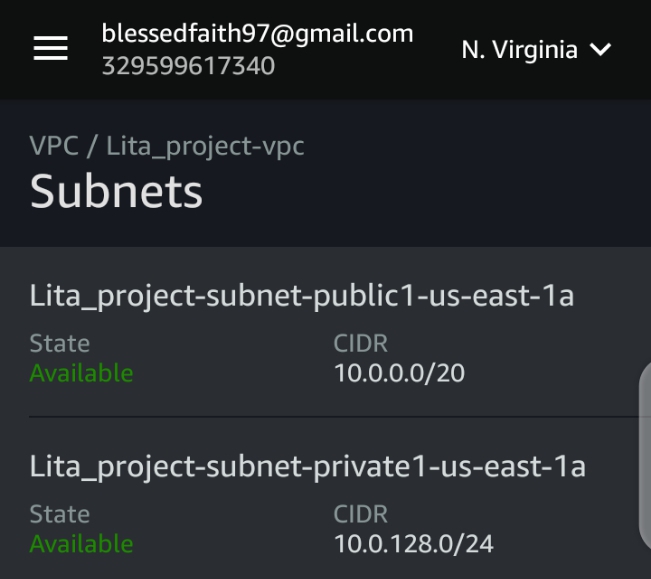 blessedfaith97@gmail.com
329599617340
N. Virginia
VPC / Lita_project-vpc
Subnets
Lita_project-subnet-public1-us-east-1a
State
CIDR
Available
10.0.0.0/20
Lita_project-subnet-private1-us-east-1a
State
CIDR
Available
10.0.128.0/24